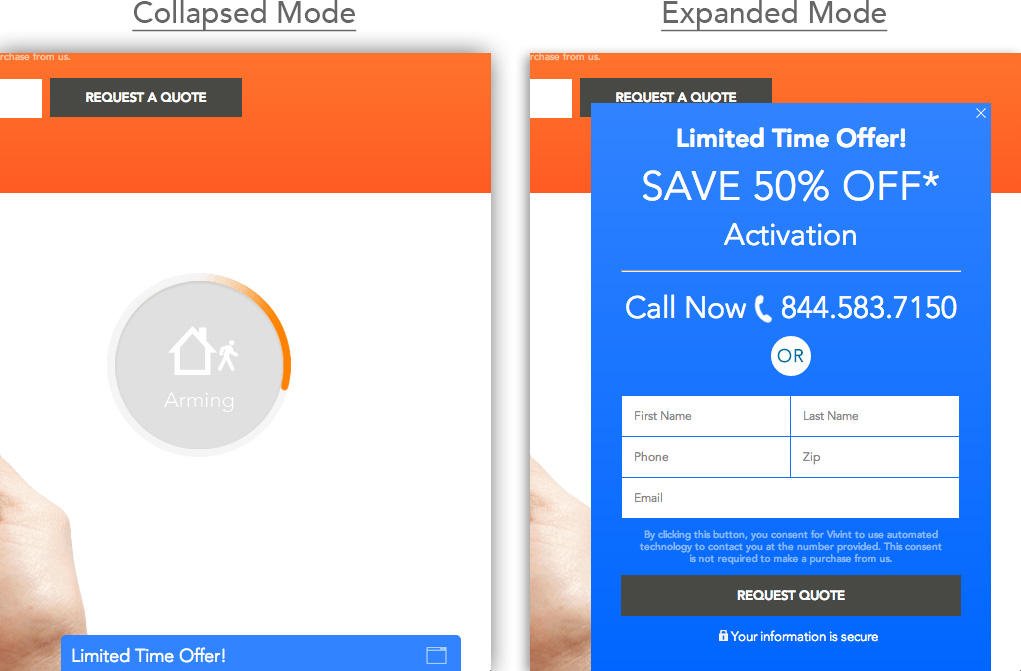 Collapsed Mode
rchase from us.
REQUEST A QUOTE
Arming
Limited Time Offer!
Expanded Mode
rchase from us.
REQUEST A QUOTE
Limited Time Offer!
SAVE 50% OFF*
Activation
Call Now 844.583.7150
OR
First Name
Last Name
Phone
Zip
Email
By clicking this button, you consent for Vivint to use automated
technology to contact you at the number provided. This consent
is not required to make a purchase from us.
REQUEST QUOTE
Your information is secure